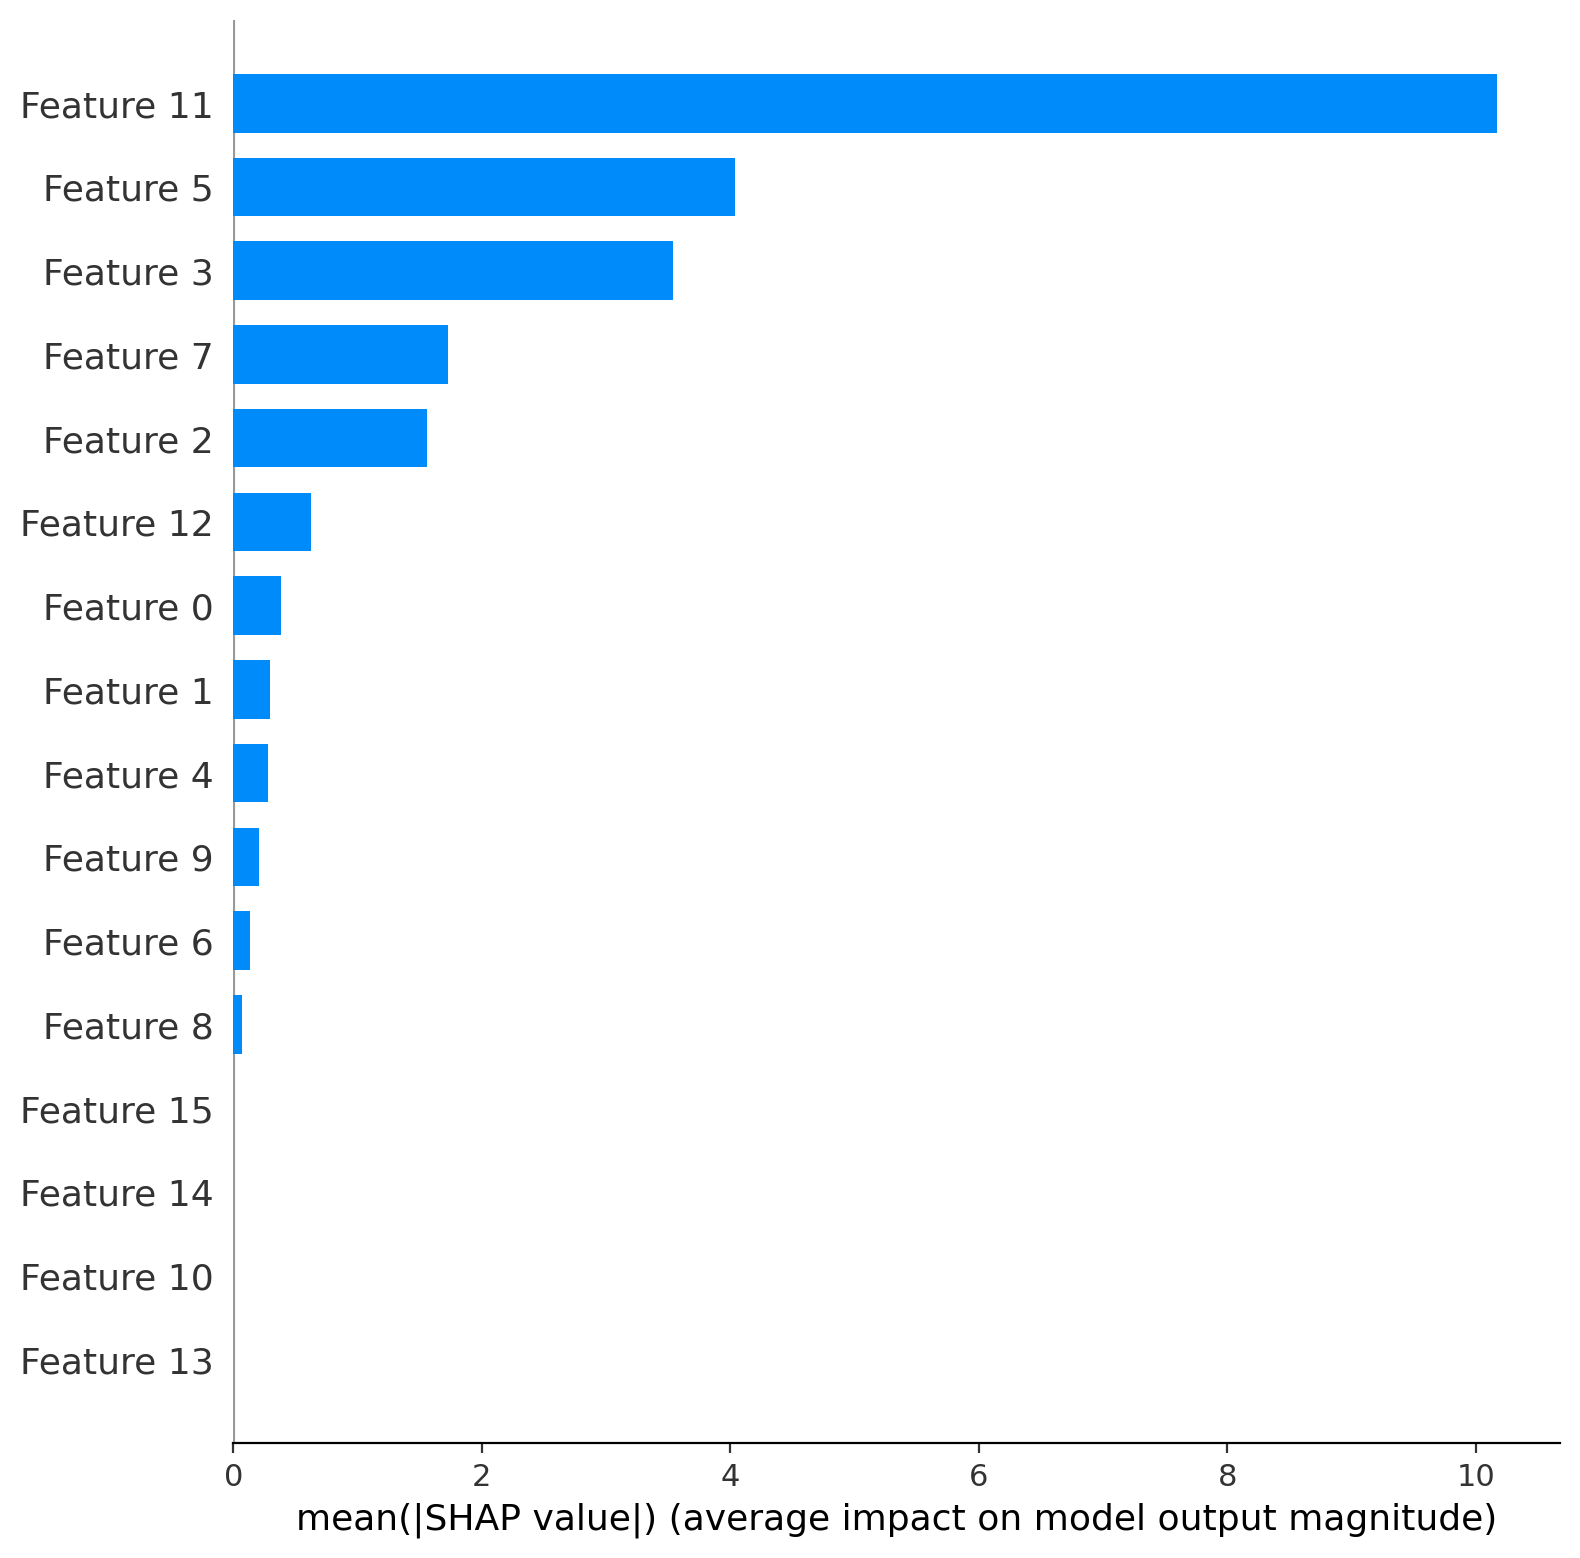 Feature 11
Feature 5
Feature 3
Feature 7
Feature 2
Feature 12
Feature 0
Feature 1
Feature 4
Feature 9
Feature 6
Feature 8
Feature 15
Feature 14
Feature 10
Feature 13
0 2 4 6 8 10
mean(|SHAP value|) (average impact on model output magnitude)